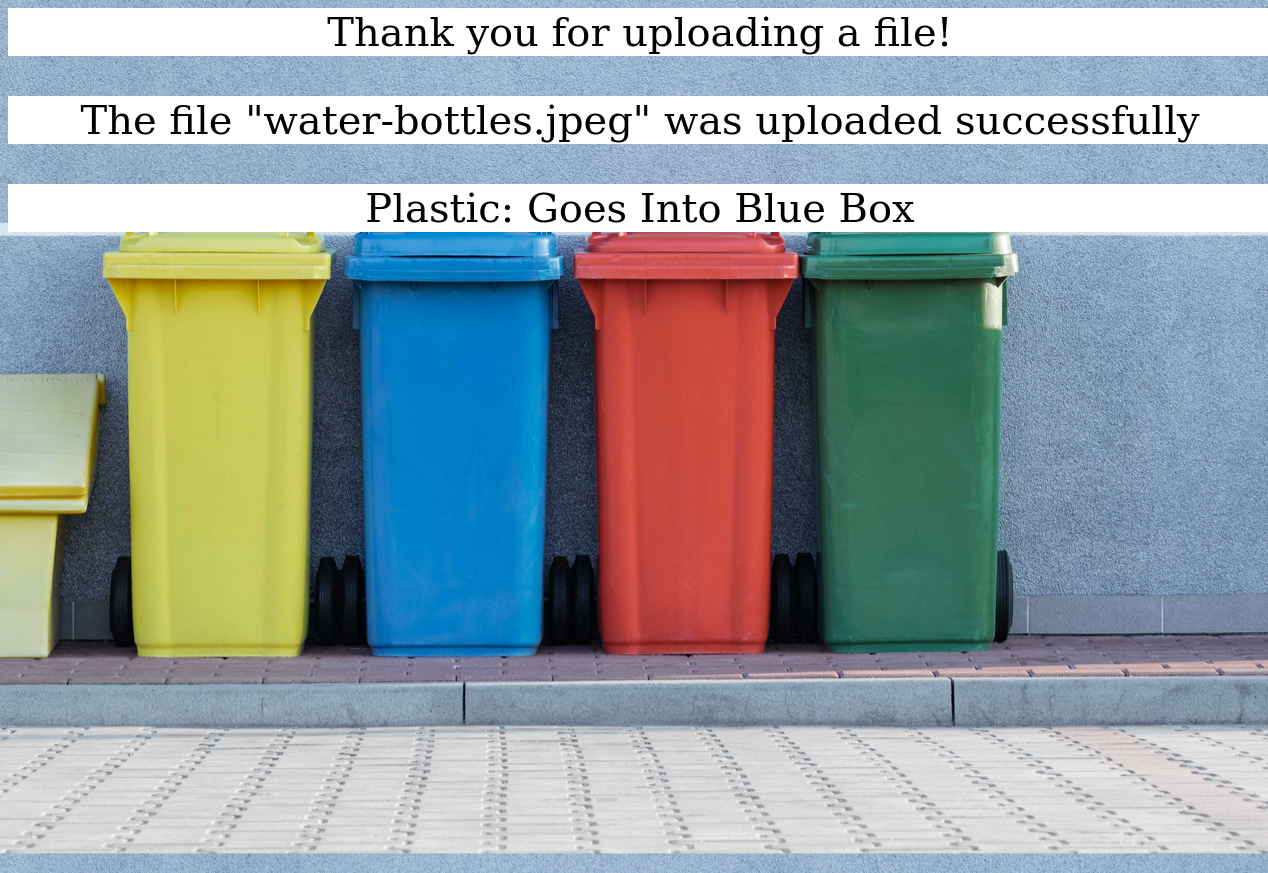 Thank you for uploading a file!
The file "water-bottles.jpeg" was uploaded successfully
Plastic: Goes Into Blue Box